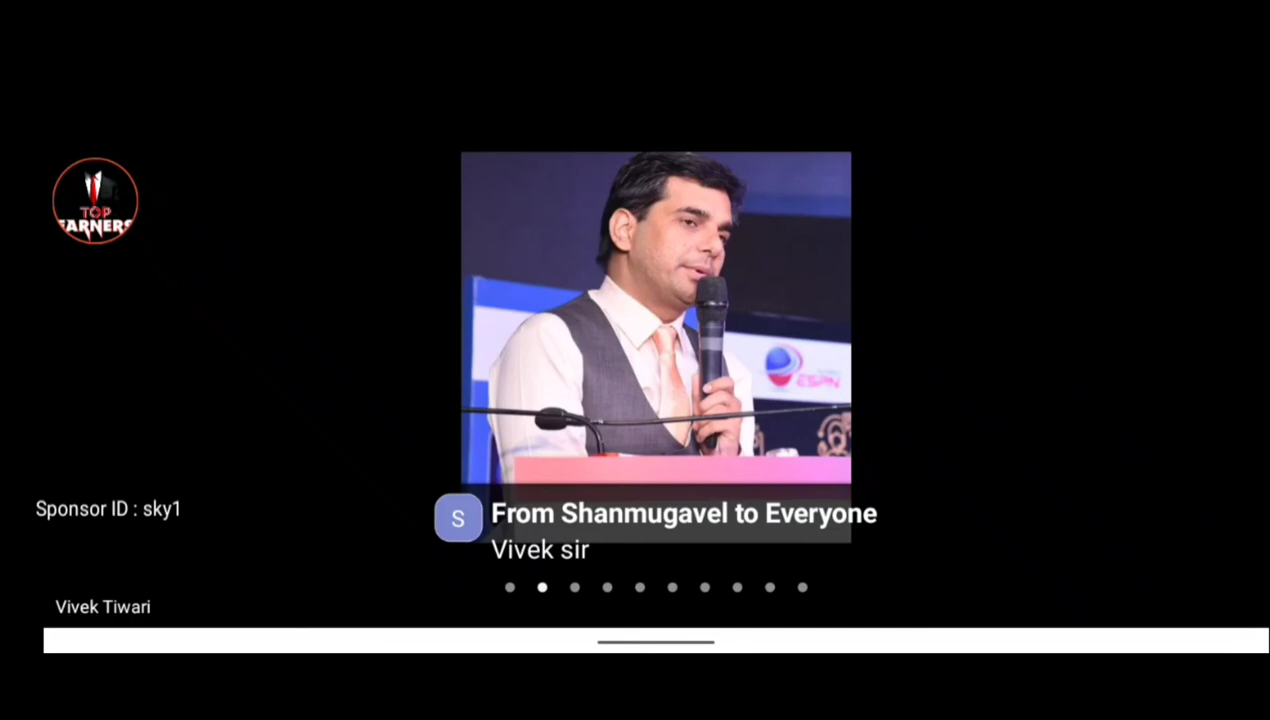 TOP
EARNERS
ESPN
From Shanmugavel to Everyone
S
Vivek sir
Sponsor ID : sky1
Vivek Tiwari